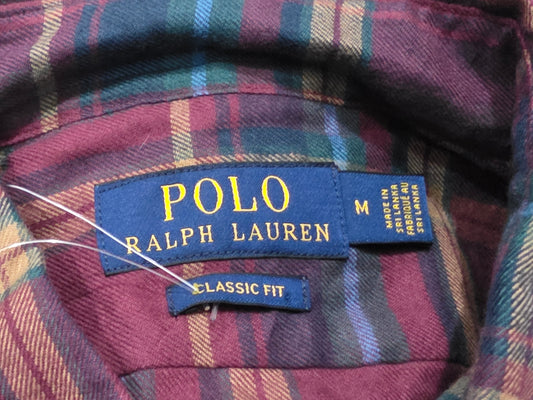 POLO
RALPH LAUREN
M
MADE IN
SRI LANKA
FABRIQUÉ AU
SRI LANKA
CLASSIC FIT